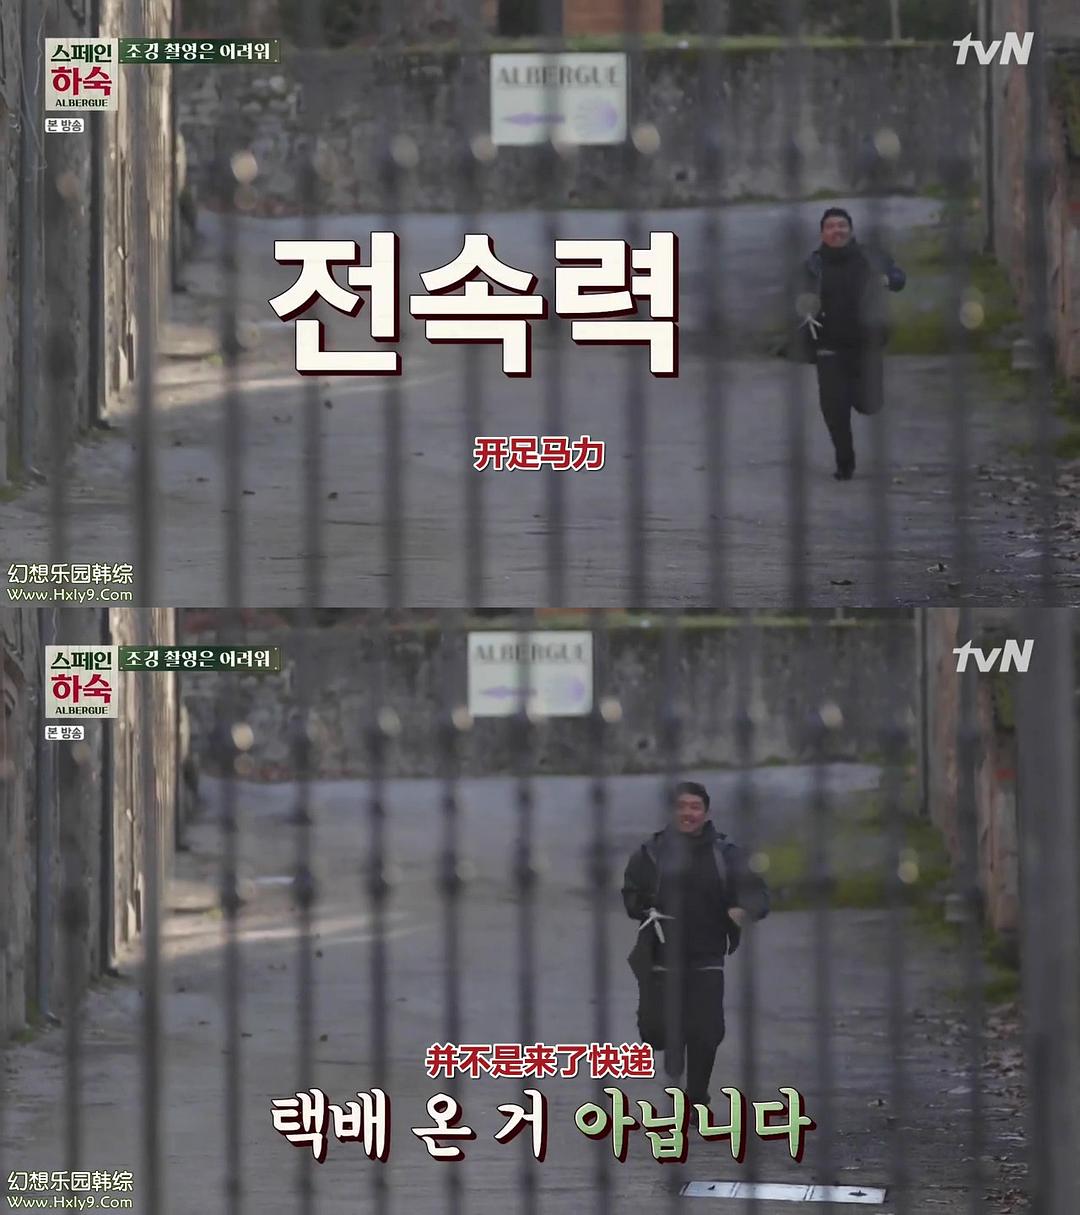 스페인
하숙
ALBERGUE
본 방송
조깅 촬영은 어려워
tvN
ALBERGUE
전속력
开足马力
幻想乐园韩综
Www.Hxly9.Com
스페인
하숙
ALBERGUE
본 방송
조깅 촬영은 어려워
tvN
ALBERGUE
并不是来了快递
택배 온 거 아닙니다
幻想乐园韩综
Www.Hxly9.Com